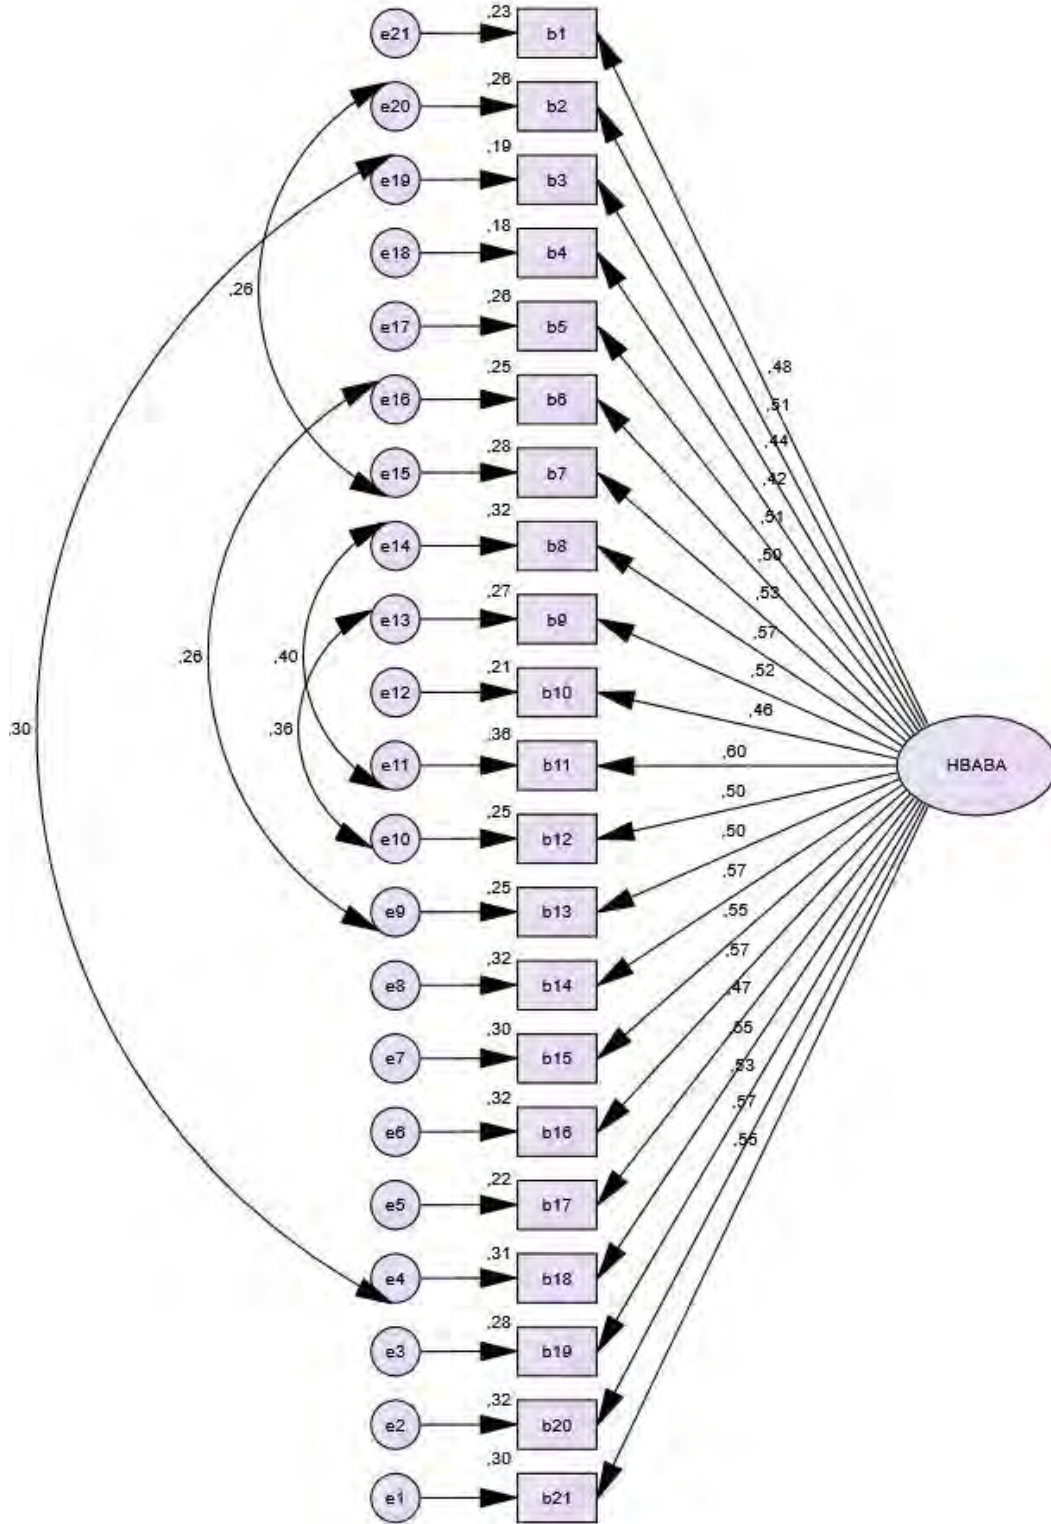 ,23
e21 b1
,26
e20 b2
,19
e19 b3
,18
e18 b4
,26
,26
e17 b5
,25
,48
e16 b6
,51
,44
,28
e15 b7
,42
,32
,51
e14 b8
,50
,27
,53
e13 b9
,57
,26 ,40
,21
,52
e12 b10
,46
,30 ,36
,36
,60
e11 b11 HBABA
,50
,25
e10 b12
,50
,25
,57
e9 b13
,55
,32
,57
e8 b14
,47
,30
,55
e7 b15
,53
,32
,57
e6 b16
,55
,22
e5 b17
,31
e4 b18
,28
e3 b19
,32
e2 b20
,30
e1 b21